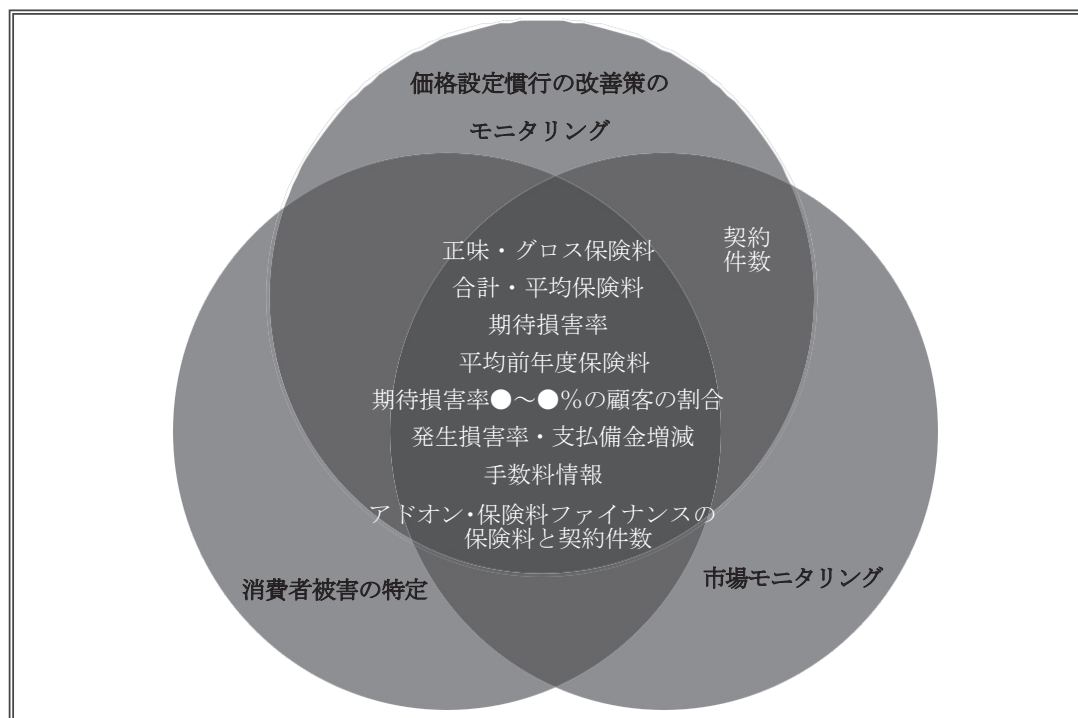 価格設定慣行の改善策の
モニタリング
契約
件数
正味・グロス保険料
合計・平均保険料
期待損害率
平均前年度保険料
期待損害率●～●%の顧客の割合
発生損害率・支払備金増減
手数料情報
アドオン・保険料ファイナンスの
保険料と契約件数
消費者被害の特定
市場モニタリング